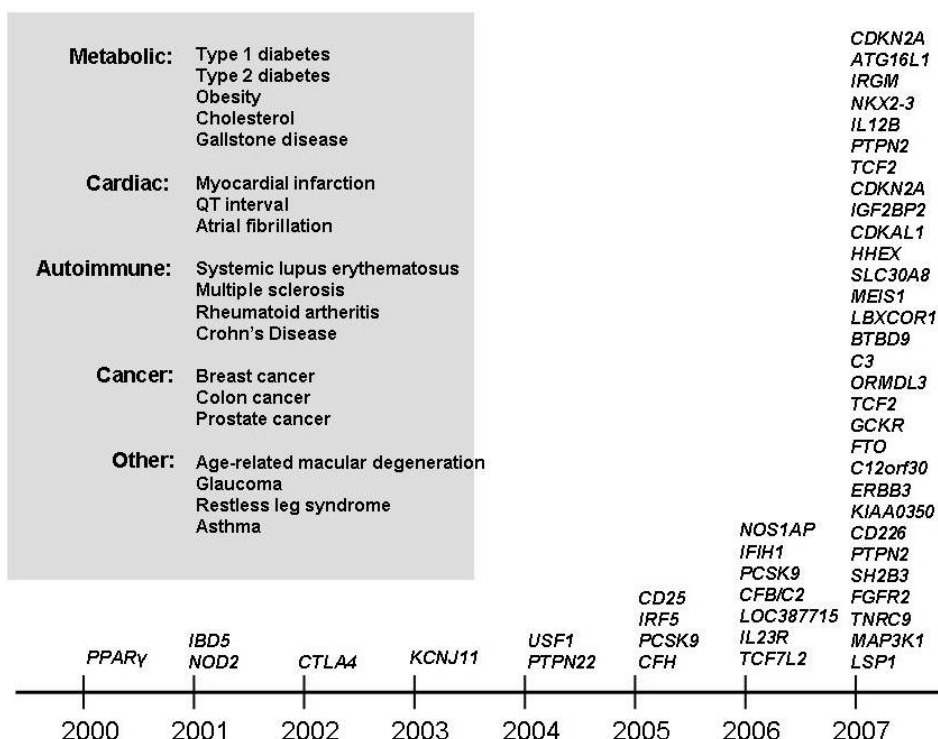 Metabolic: Type 1 diabetes
Type 2 diabetes
Obesity
Cholesterol
Gallstone disease
Cardiac: Myocardial infarction
QT interval
Atrial fibrillation
Autoimmune: Systemic lupus erythematosus
Multiple sclerosis
Rheumatoid artheritis
Crohn's Disease
Cancer: Breast cancer
Colon cancer
Prostate cancer
Other: Age-related macular degeneration
Glaucoma
Restless leg syndrome
Asthma
PPARγ
IBD5
NOD2
CTLA4
KCNJ11
USF1
PTPN22
CD25
IRF5
PCSK9
CFH
NOS1AP
IFIH1
PCSK9
CFB/C2
LOC387715
IL23R
TCF7L2
CDKN2A
ATG16L1
IRGM
NKX2-3
IL12B
PTPN2
TCF2
CDKN2A
IGF2BP2
CDKAL1
HHEX
SLC30A8
MEIS1
LBXCOR1
BTBD9
C3
ORMDL3
TCF2
GCKR
FTO
C12orf30
ERBB3
KIAA0350
CD226
PTPN2
SH2B3
FGFR2
TNRC9
MAP3K1
LSP1
2000 2001 2002 2003 2004 2005 2006 2007